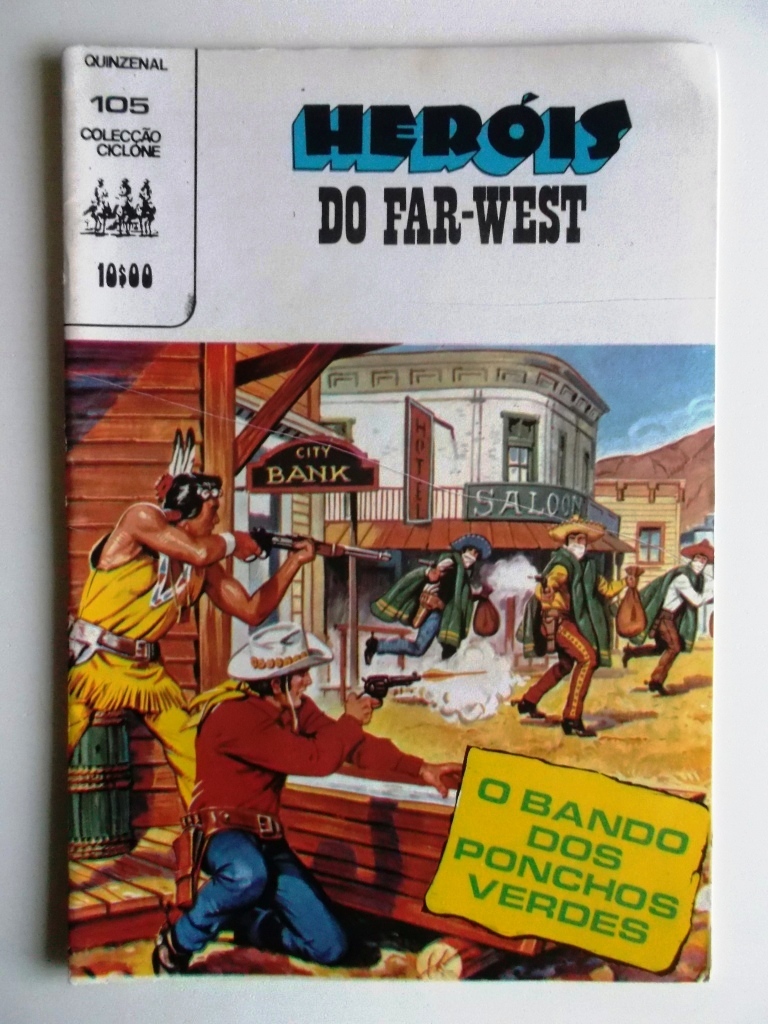 QUINZENAL
105
COLECÇÃO
CICLONE
10$00
HERÓIS
DO FAR-WEST
CITY
BANK
HOTEL
SALOON
O BANDO
DOS
PONCHOS
VERDES